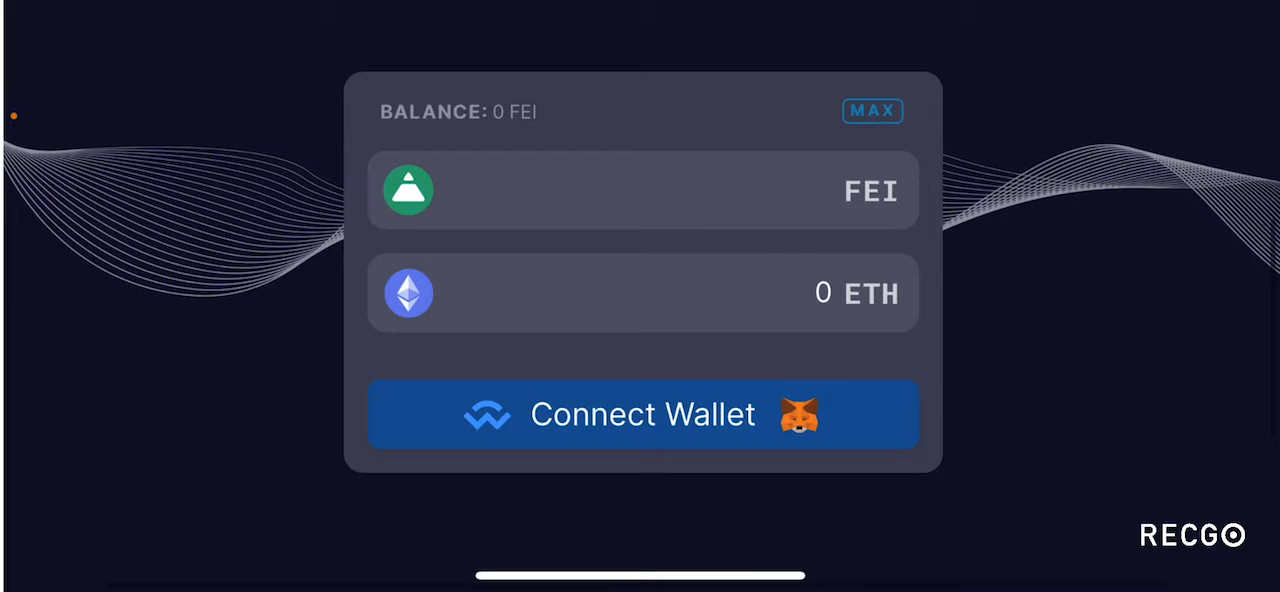 BALANCE: 0 FEI
MAX
FEI
0 ETH
Connect Wallet
RECGO